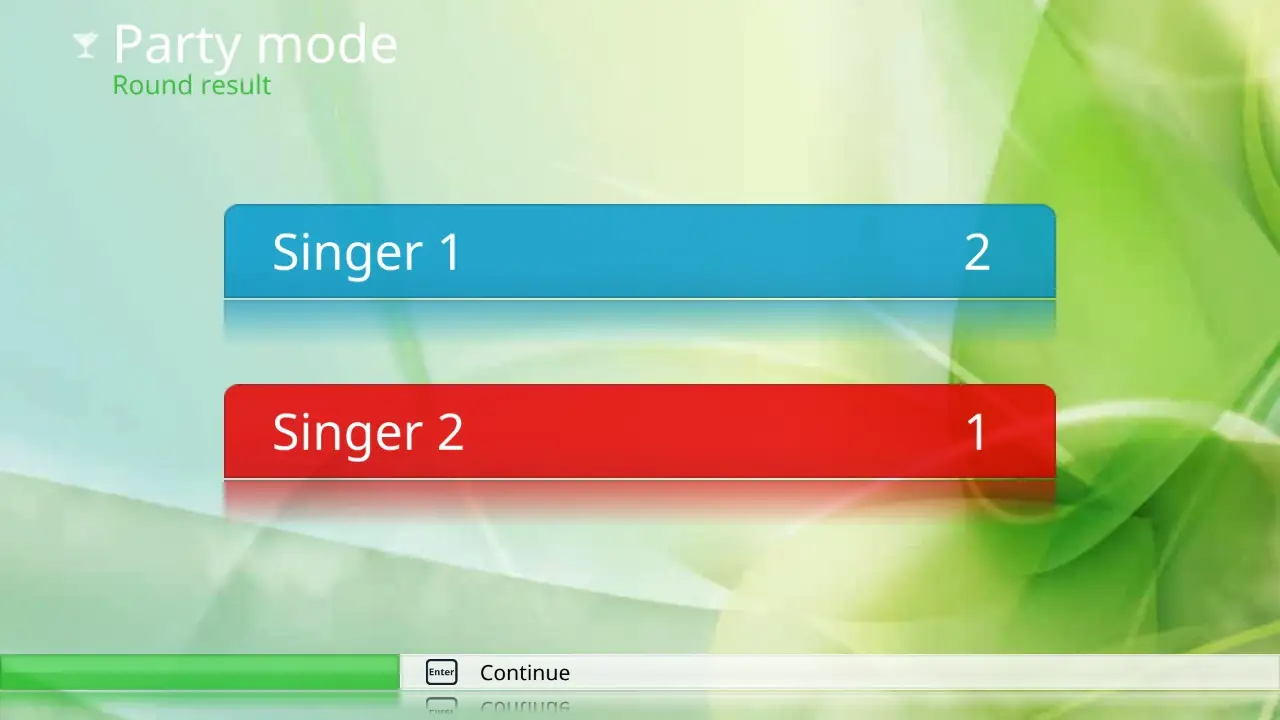 Party mode
Round result
Singer 1 2
Singer 2 1
Enter Continue